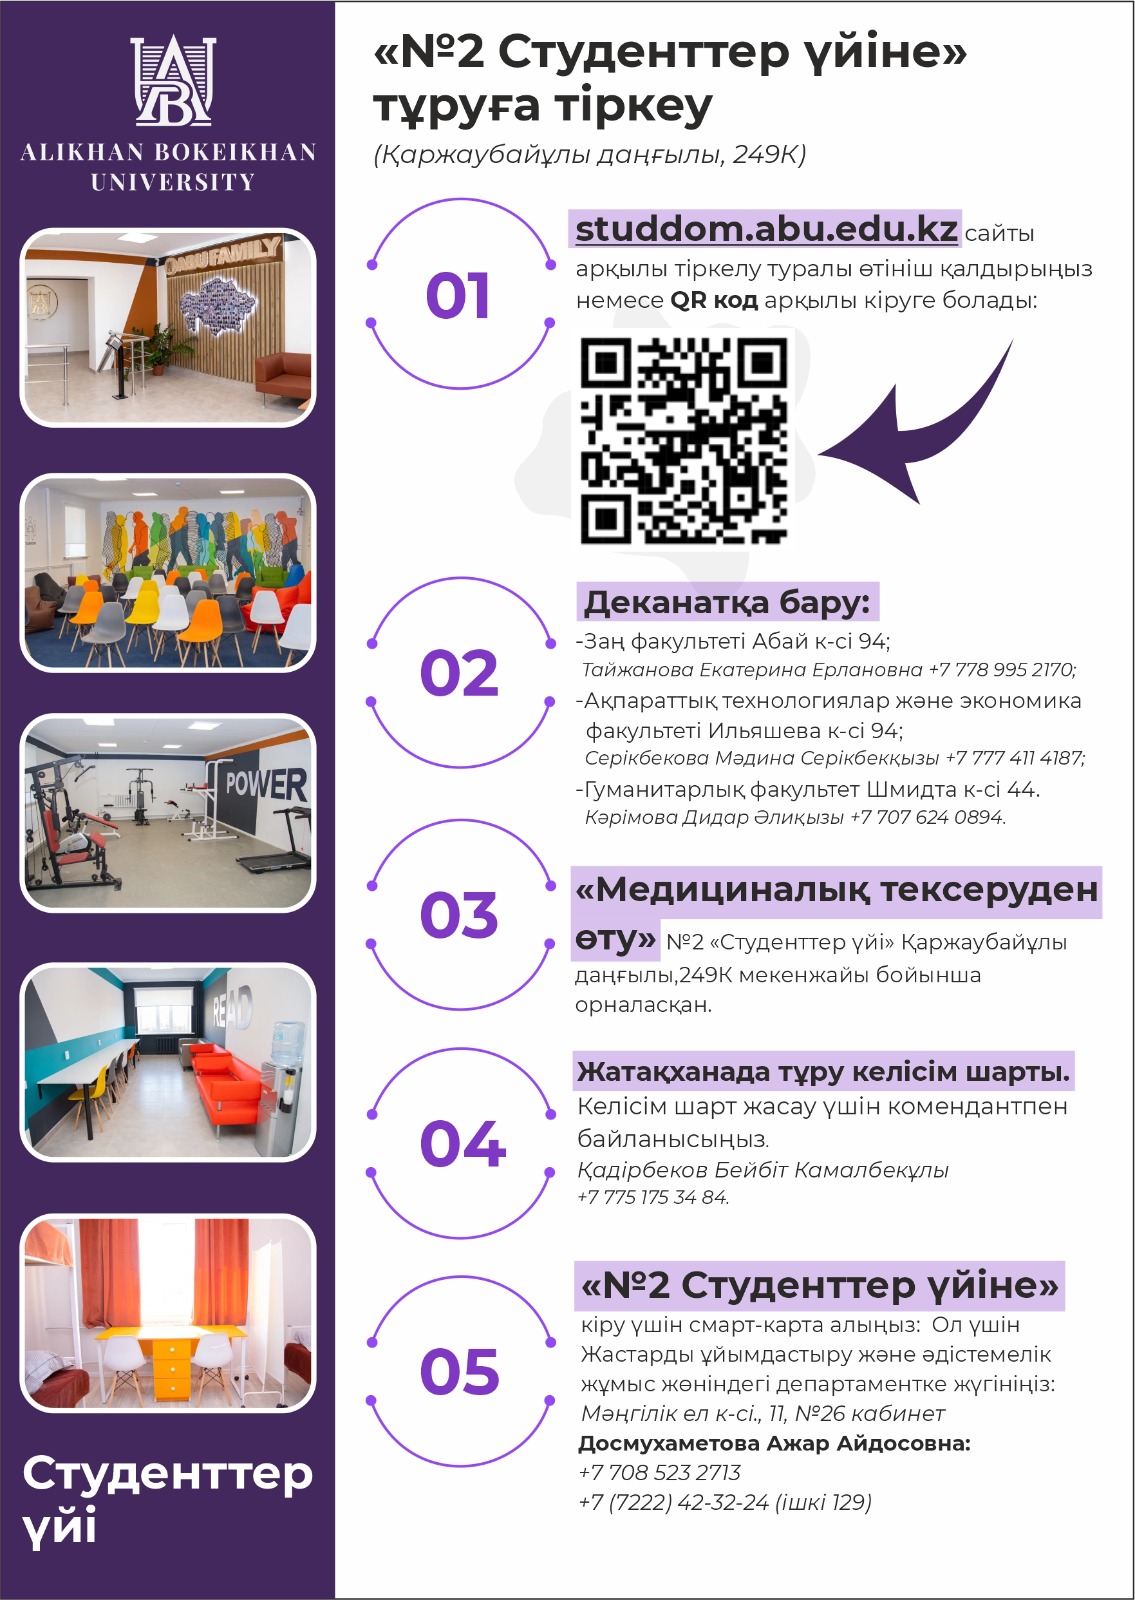 ALIKHAN BOKEIKHAN
UNIVERSITY
ABU FAMILY
POWER
READ
Студенттер
үйі
«№2 Студенттер үйіне»
тұруға тіркеу
(Қаржаубайұлы даңғылы, 249К)
01
studdom.abu.edu.kz сайты
арқылы тіркелу туралы өтініш қалдырыңыз
немесе QR код арқылы кіруге болады:
02
Деканатқа бару:
-Заң факультеті Абай к-сі 94;
Тайжанова Екатерина Ерлановна +7 778 995 2170;
-Ақпараттық технологиялар және экономика
факультеті Ильяшева к-сі 94;
Серікбекова Мәдина Серікбекқызы +7 777 411 4187;
-Гуманитарлық факультет Шмидта к-сі 44.
Кәрімова Дидар Әлиқызы +7 707 624 0894.
03
«Медициналық тексеруден
өту» №2 «Студенттер үйі» Қаржаубайұлы
даңғылы,249К мекенжайы бойынша
орналасқан.
04
Жатақханада тұру келісім шарты.
Келісім шарт жасау үшін комендантпен
байланысыңыз.
Қадірбеков Бейбіт Камалбекұлы
+7 775 175 34 84.
05
«№2 Студенттер үйіне»
кіру үшін смарт-карта алыңыз: Ол үшін
Жастарды ұйымдастыру және әдістемелік
жұмыс жөніндегі департаментке жүгініңіз:
Мәңгілік ел к-сі., 11, №26 кабинет
Досмухаметова Ажар Айдосовна:
+7 708 523 2713
+7 (7222) 42-32-24 (ішкі 129)